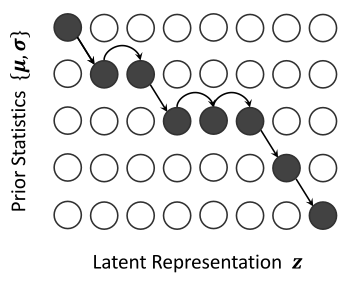 Prior Statistics {μ, σ}
Latent Representation z